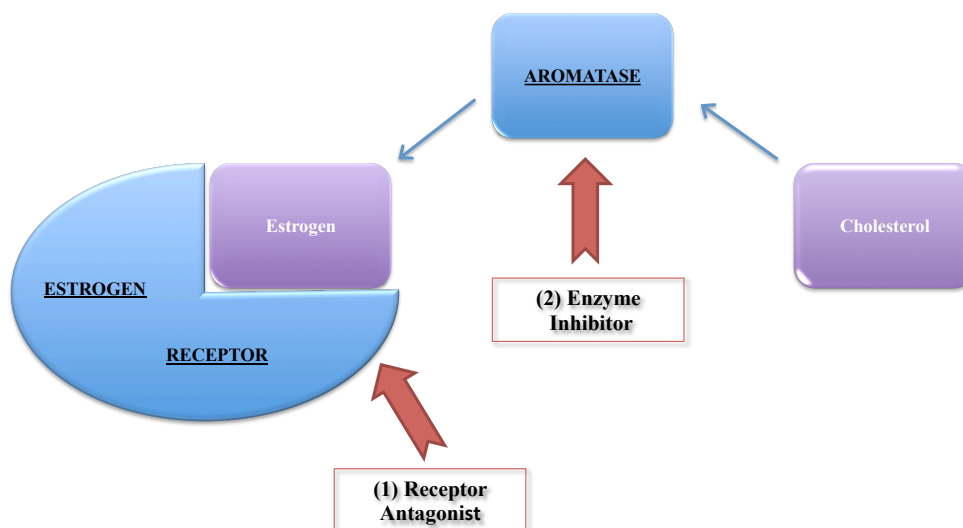 AROMATASE
Estrogen
Cholesterol
ESTROGEN
(2) Enzyme
Inhibitor
RECEPTOR
(1) Receptor
Antagonist